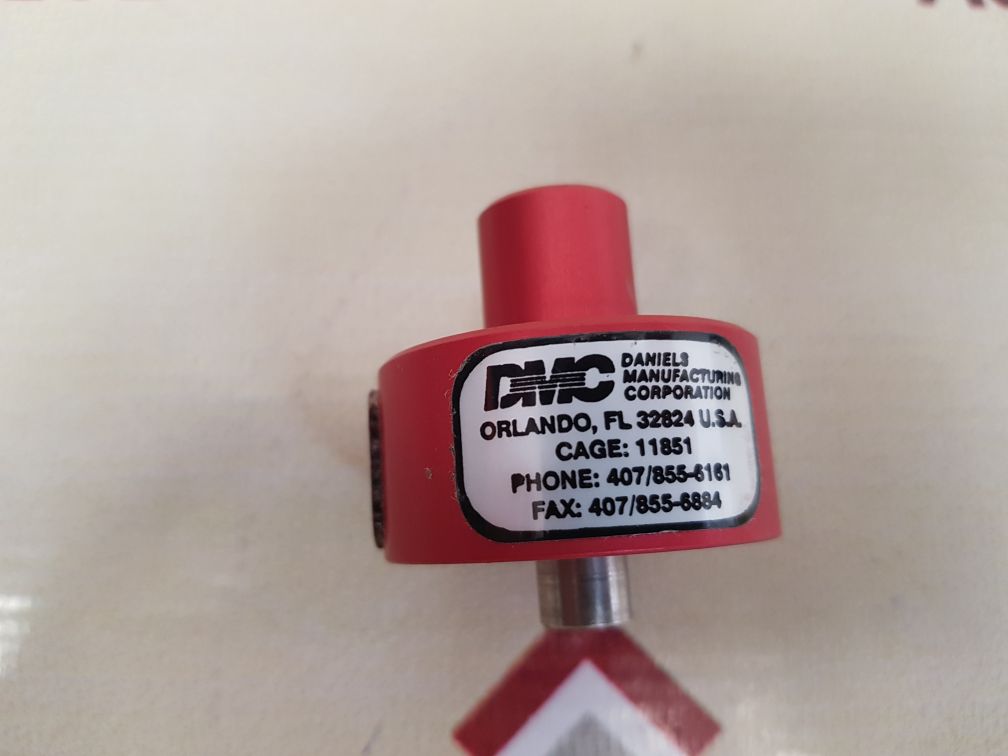 DMC DANIELS
MANUFACTURING
CORPORATION
ORLANDO, FL 32824 U.S.A.
CAGE: 11851
PHONE: 407/855-6161
FAX: 407/855-6884